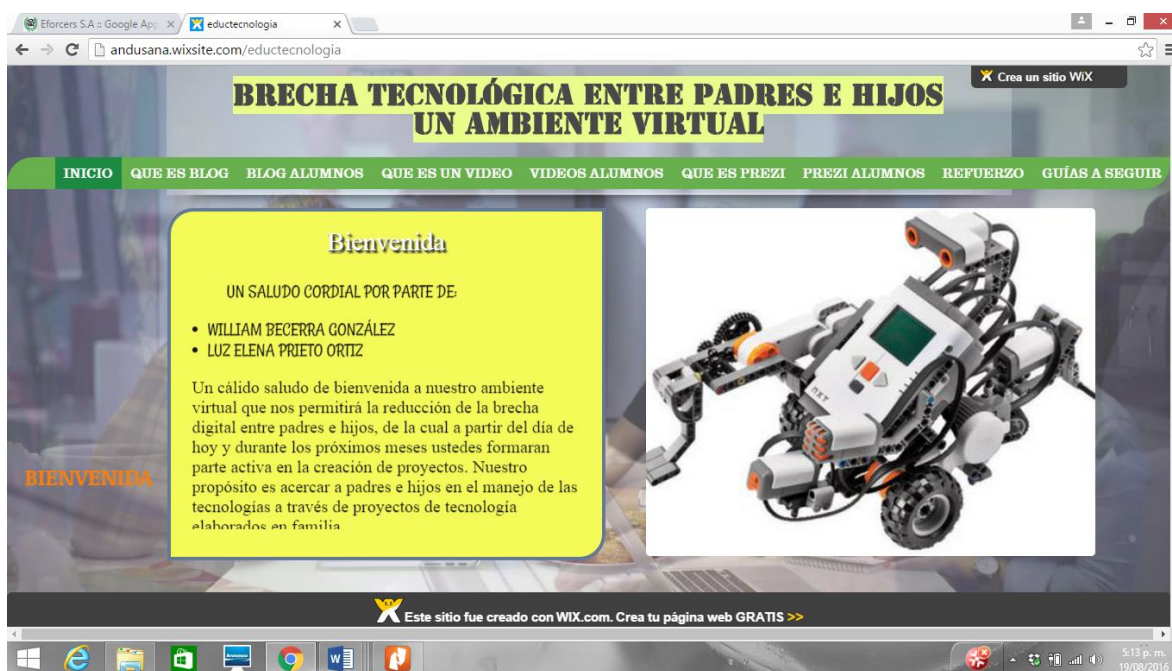 Eforcers S.A :: Google App
eductecnologia
andusana.wixsite.com/eductecnologia
Crea un sitio WiX
BRECHA TECNOLÓGICA ENTRE PADRES E HIJOS
UN AMBIENTE VIRTUAL
INICIO QUE ES BLOG BLOG ALUMNOS QUE ES UN VIDEO VIDEOS ALUMNOS QUE ES PREZI PREZI ALUMNOS REFUERZO GUÍAS A SEGUIR
Bienvenida
UN SALUDO CORDIAL POR PARTE DE:
• WILLIAM BECERRA GONZÁLEZ
• LUZ ELENA PRIETO ORTIZ
Un cálido saludo de bienvenida a nuestro ambiente
virtual que nos permitirá la reducción de la brecha
digital entre padres e hijos, de la cual a partir del día de
hoy y durante los próximos meses ustedes formaran
parte activa en la creación de proyectos. Nuestro
propósito es acercar a padres e hijos en el manejo de las
tecnologías a través de proyectos de tecnología
elaborados en familia
BIENVENIDA
NXT
Este sitio fue creado con WIX.com. Crea tu página web GRATIS >>
5:13 p. m.
19/08/2016